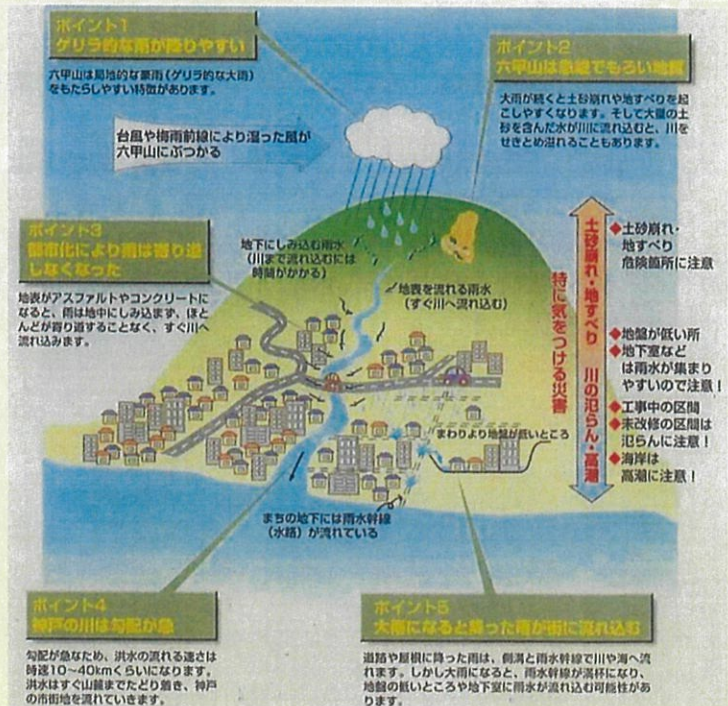 ポイント1
ゲリラ的な雨が降りやすい
六甲山は局地的な豪雨(ゲリラ的な大雨)
をもたらしやすい特徴があります。
ポイント2
六甲山は急峻でもろい地質
大雨が続くと土砂崩れや地すべりを起
こしやすくなります。そして大量の土
砂を含んだ水が川に流れ込むと、川を
せきとめ溢れることもあります。
台風や梅雨前線により湿った風が
六甲山にぶつかる
ポイント3
都市化により雨は寄り道
しなくなった
地表がアスファルトやコンクリートに
なると、雨は地中にしみ込まず、ほと
んどが寄り道することなく、すぐ川へ
流れ込みます。
地下にしみ込む雨水
(川まで流れ込むには
時間がかかる)
地表を流れる雨水
(すぐ川へ流れ込む)
特に気をつける災害
土砂崩れ・地すべり 川の氾らん・高潮
◆土砂崩れ・
地すべり
危険箇所に注意
◆地盤が低い所
◆地下室など
は雨水が集まり
やすいので注意!
◆工事中の区間
◆未改修の区間は
氾らんに注意!
◆海岸は
高潮に注意!
まわりより地盤が低いところ
まちの地下には雨水幹線
(水路)が流れている
ポイント4
神戸の川は勾配が急
勾配が急なため、洪水の流れる速さは
時速10~40kmくらいになります。
洪水はすぐ山麓までたどり着き、神戸
の市街地を流れていきます。
ポイント5
大雨になると降った雨が街に流れ込む
道路や屋根に降った雨は、側溝と雨水幹線で川や海へ流
れます。しかし大雨になると、雨水幹線が満杯になり、
地盤の低いところや地下室に雨水が流れ込む可能性があ
ります。